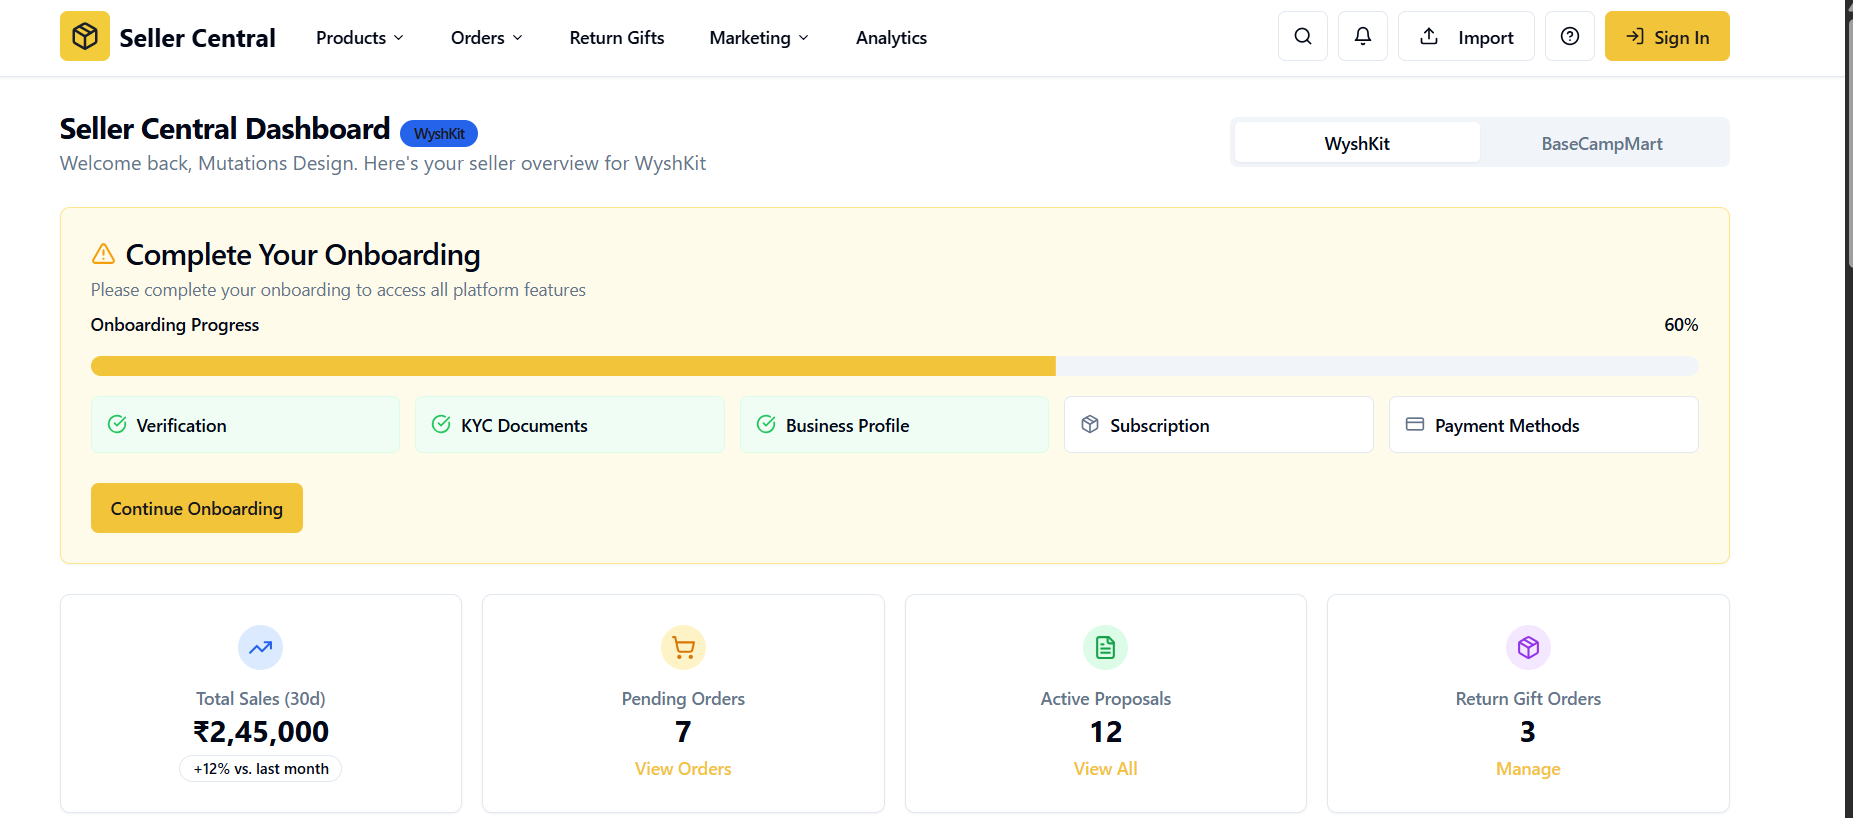 Seller Central
Products
Orders
Return Gifts
Marketing
Analytics
Import
Sign In
Seller Central Dashboard
WyshKit
Welcome back, Mutations Design. Here's your seller overview for WyshKit
WyshKit
BaseCampMart
Complete Your Onboarding
Please complete your onboarding to access all platform features
Onboarding Progress
60%
Verification
KYC Documents
Business Profile
Subscription
Payment Methods
Continue Onboarding
Total Sales (30d)
₹2,45,000
+12% vs. last month
Pending Orders
7
View Orders
Active Proposals
12
View All
Return Gift Orders
3
Manage